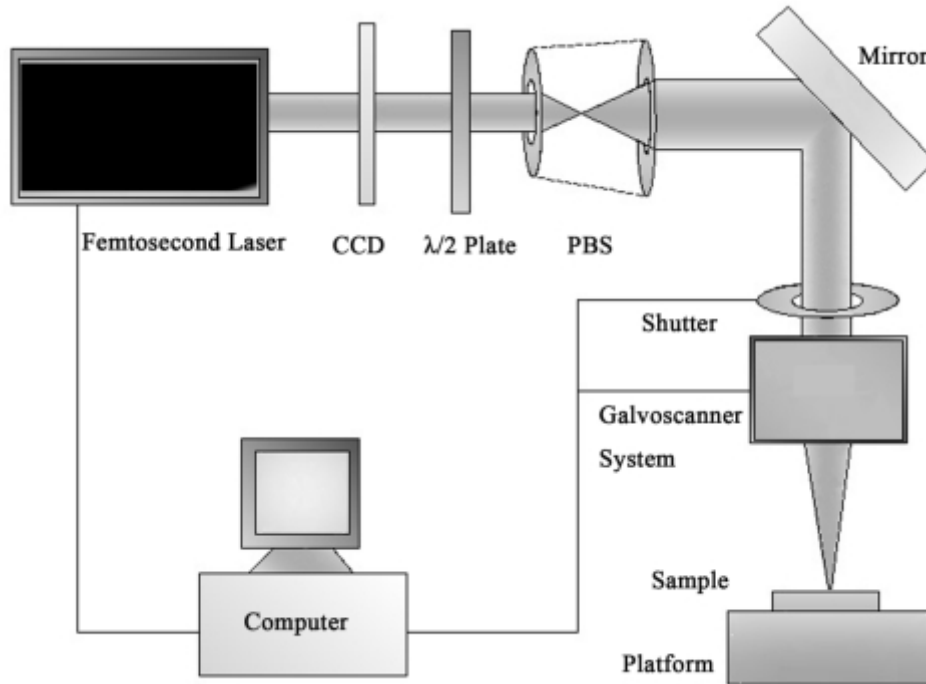 Mirror
Femtosecond Laser
CCD
λ/2 Plate
PBS
Shutter
Galvoscanner
System
Computer
Sample
Platform